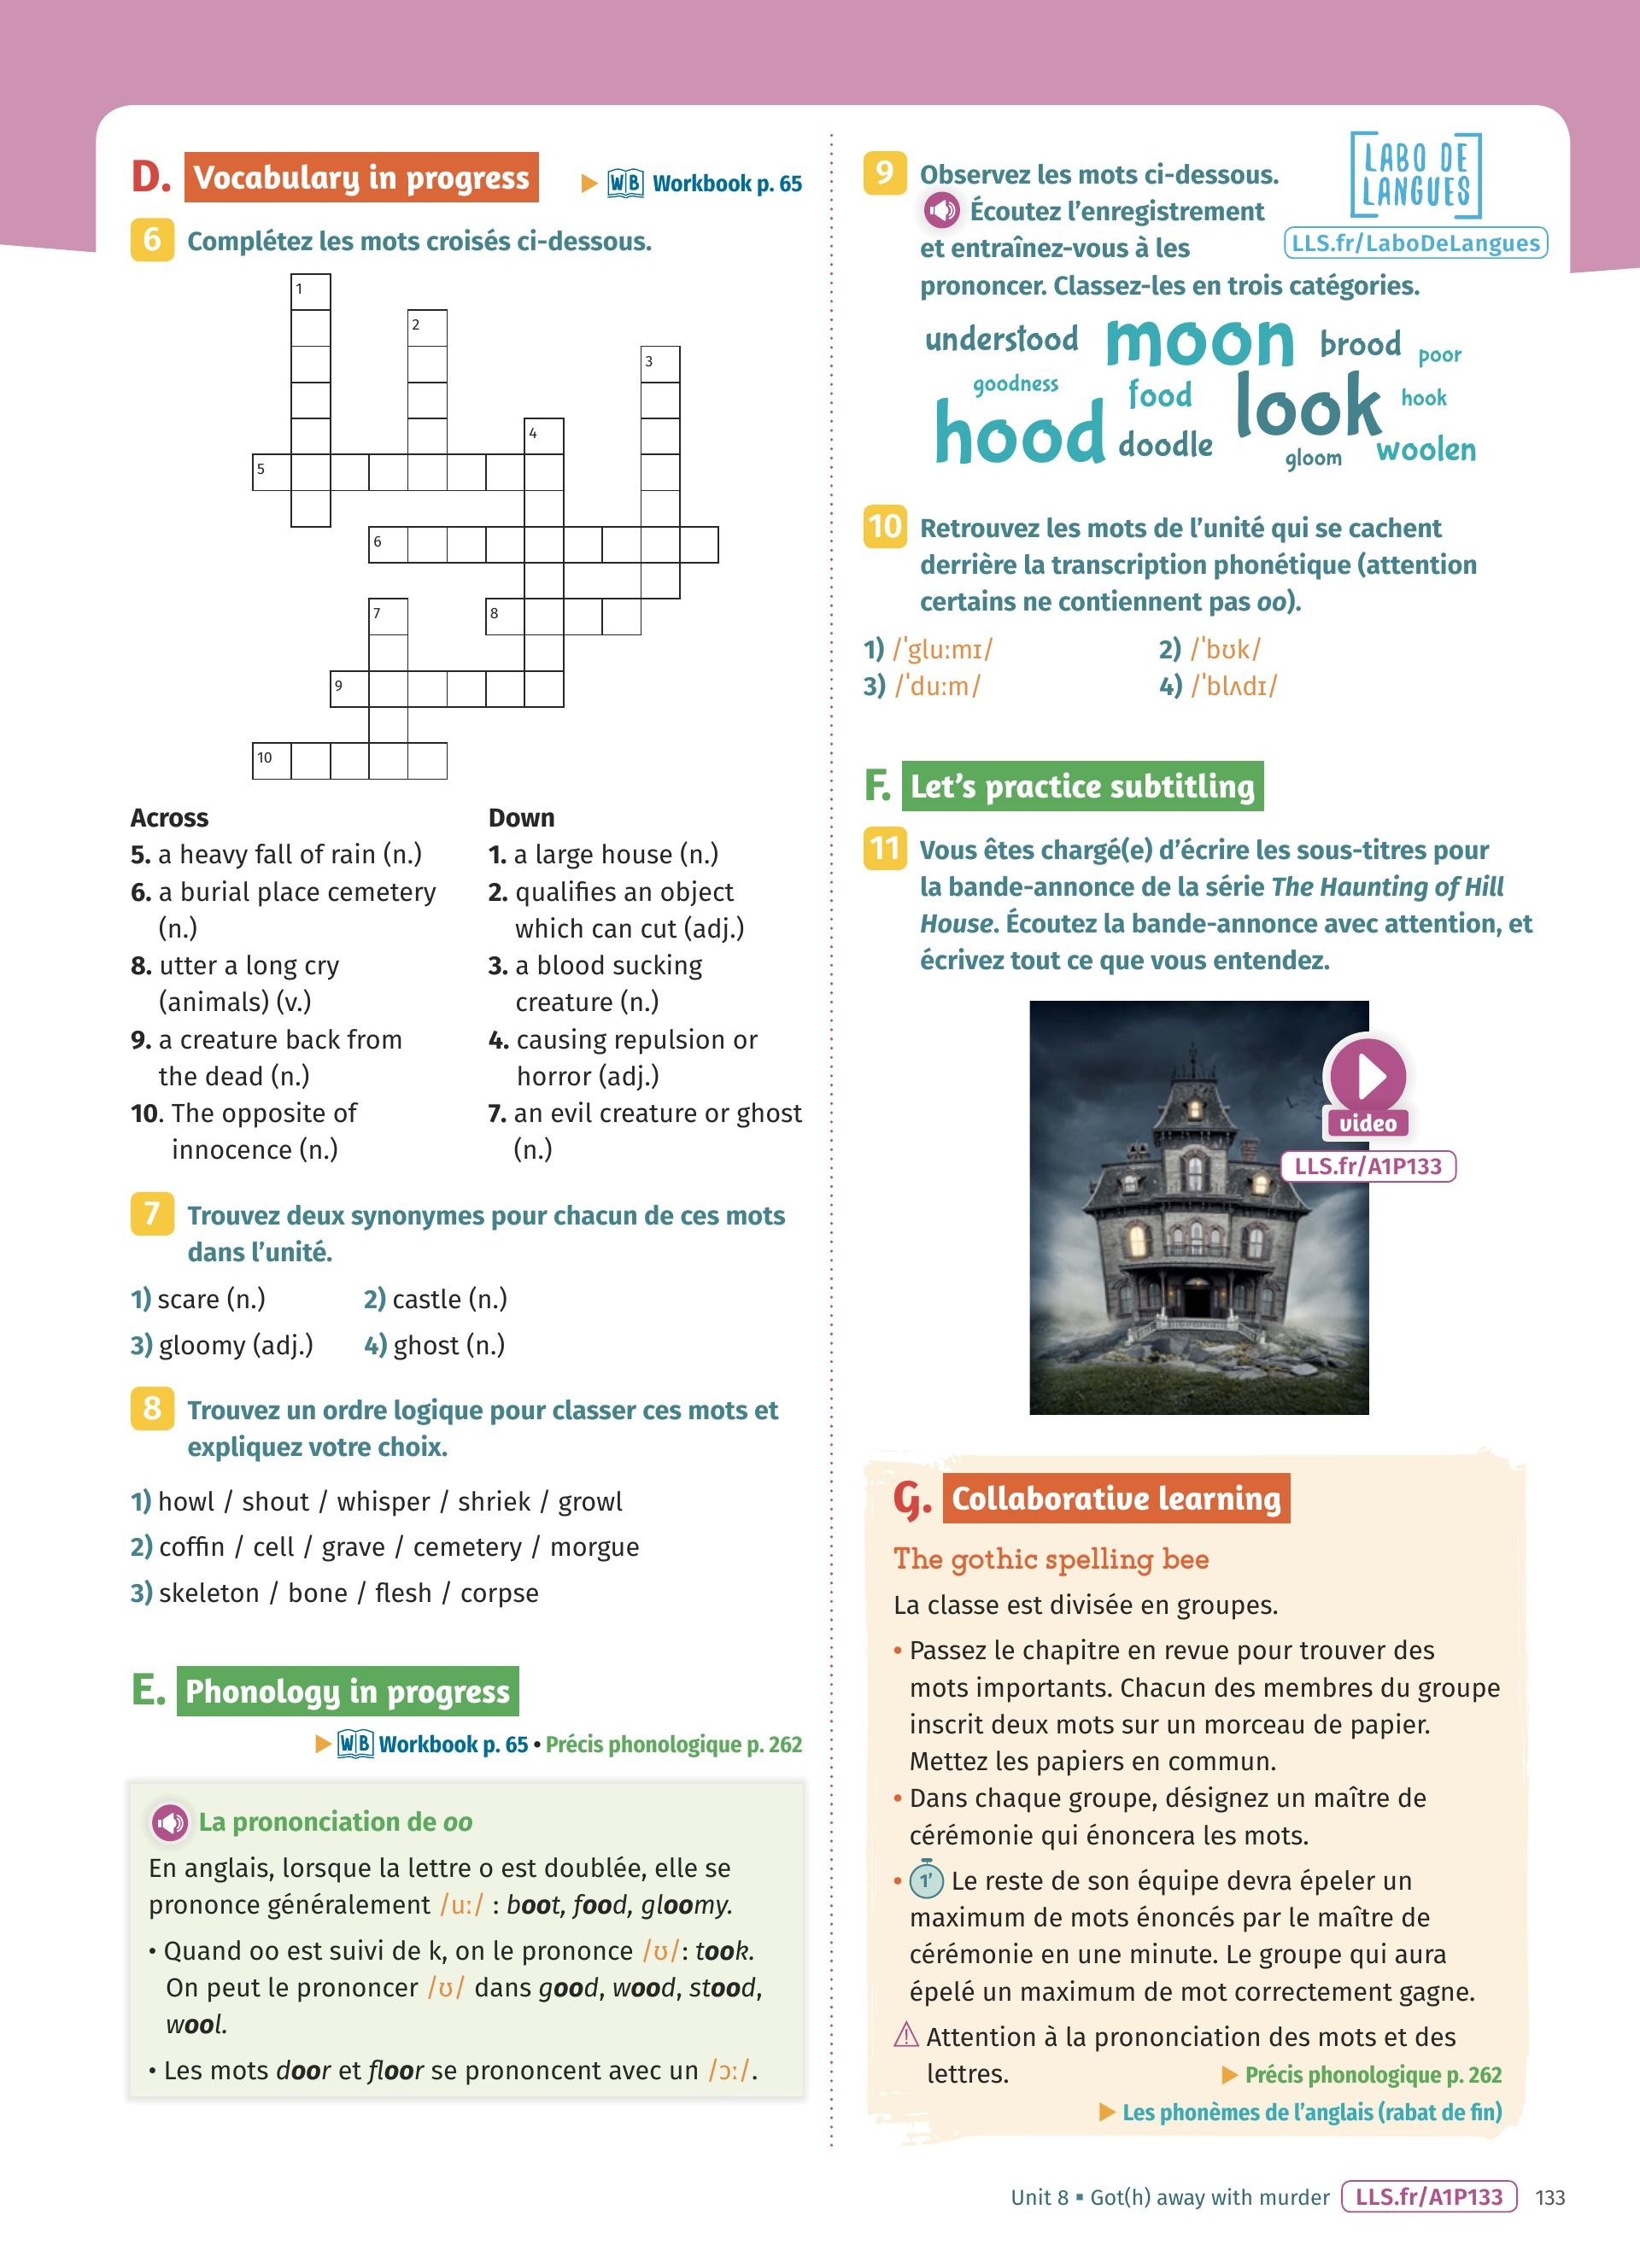 D. Vocabulary in progress
WB Workbook p. 65
6 Complétez les mots croisés ci-dessous.
1
2
3
4
5
6
7
8
9
10
Across
5. a heavy fall of rain (n.)
6. a burial place cemetery
(n.)
8. utter a long cry
(animals) (v.)
9. a creature back from
the dead (n.)
10. The opposite of
innocence (n.)
Down
1. a large house (n.)
2. qualifies an object
which can cut (adj.)
3. a blood sucking
creature (n.)
4. causing repulsion or
horror (adj.)
7. an evil creature or ghost
(n.)
7 Trouvez deux synonymes pour chacun de ces mots
dans l'unité.
1) scare (n.) 2) castle (n.)
3) gloomy (adj.) 4) ghost (n.)
8 Trouvez un ordre logique pour classer ces mots et
expliquez votre choix.
1) howl / shout / whisper / shriek / growl
2) coffin / cell / grave / cemetery / morgue
3) skeleton / bone / flesh / corpse
E. Phonology in progress
WB Workbook p. 65 • Précis phonologique p. 262
La prononciation de oo
En anglais, lorsque la lettre o est doublée, elle se
prononce généralement /uː/ : boot, food, gloomy.
• Quand oo est suivi de k, on le prononce /ʊ/: took.
On peut le prononcer /ʊ/ dans good, wood, stood,
wool.
• Les mots door et floor se prononcent avec un /ɔː/.
9 Observez les mots ci-dessous.
Écoutez l'enregistrement
et entraînez-vous à les
prononcer. Classez-les en trois catégories.
LABO DE
LANGUES
LLS.fr/LaboDeLangues
understood moon brood poor
goodness food look hook
hood doodle gloom woolen
10 Retrouvez les mots de l'unité qui se cachent
derrière la transcription phonétique (attention
certains ne contiennent pas oo).
1) /ˈgluːmɪ/ 2) /ˈbʊk/
3) /ˈduːm/ 4) /ˈblʌdɪ/
F. Let's practice subtitling
11 Vous êtes chargé(e) d'écrire les sous-titres pour
la bande-annonce de la série The Haunting of Hill
House. Écoutez la bande-annonce avec attention, et
écrivez tout ce que vous entendez.
video
LLS.fr/A1P133
G. Collaborative learning
The gothic spelling bee
La classe est divisée en groupes.
• Passez le chapitre en revue pour trouver des
mots importants. Chacun des membres du groupe
inscrit deux mots sur un morceau de papier.
Mettez les papiers en commun.
• Dans chaque groupe, désignez un maître de
cérémonie qui énoncera les mots.
• 1' Le reste de son équipe devra épeler un
maximum de mots énoncés par le maître de
cérémonie en une minute. Le groupe qui aura
épelé un maximum de mot correctement gagne.
Attention à la prononciation des mots et des
lettres.
Précis phonologique p. 262
Les phonèmes de l'anglais (rabat de fin)
Unit 8 ▪ Got(h) away with murder LLS.fr/A1P133 133